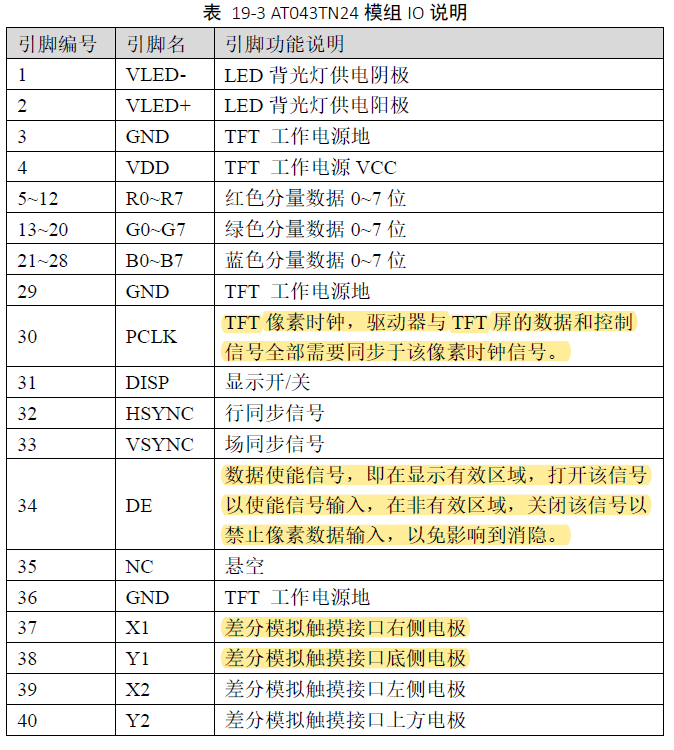 表 19-3 AT043TN24 模组 IO 说明
引脚编号 引脚名 引脚功能说明
1 VLED- LED 背光灯供电阴极
2 VLED+ LED 背光灯供电阳极
3 GND TFT 工作电源地
4 VDD TFT 工作电源 VCC
5~12 R0~R7 红色分量数据 0~7 位
13~20 G0~G7 绿色分量数据 0~7 位
21~28 B0~B7 蓝色分量数据 0~7 位
29 GND TFT 工作电源地
30 PCLK TFT 像素时钟，驱动器与 TFT 屏的数据和控制
信号全部需要同步于该像素时钟信号。
31 DISP 显示开/关
32 HSYNC 行同步信号
33 VSYNC 场同步信号
34 DE 数据使能信号，即在显示有效区域，打开该信号
以使能信号输入，在非有效区域，关闭该信号以
禁止像素数据输入，以免影响到消隐。
35 NC 悬空
36 GND TFT 工作电源地
37 X1 差分模拟触摸接口右侧电极
38 Y1 差分模拟触摸接口底侧电极
39 X2 差分模拟触摸接口左侧电极
40 Y2 差分模拟触摸接口上方电极